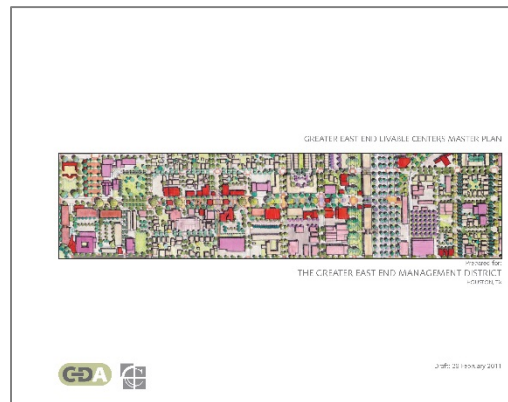 GREATER EAST END LIVABLE CENTERS MASTER PLAN
Prepared for:
THE GREATER EAST END MANAGEMENT DISTRICT
HOUSTON, TX
Draft: 28 February 2011
CDA